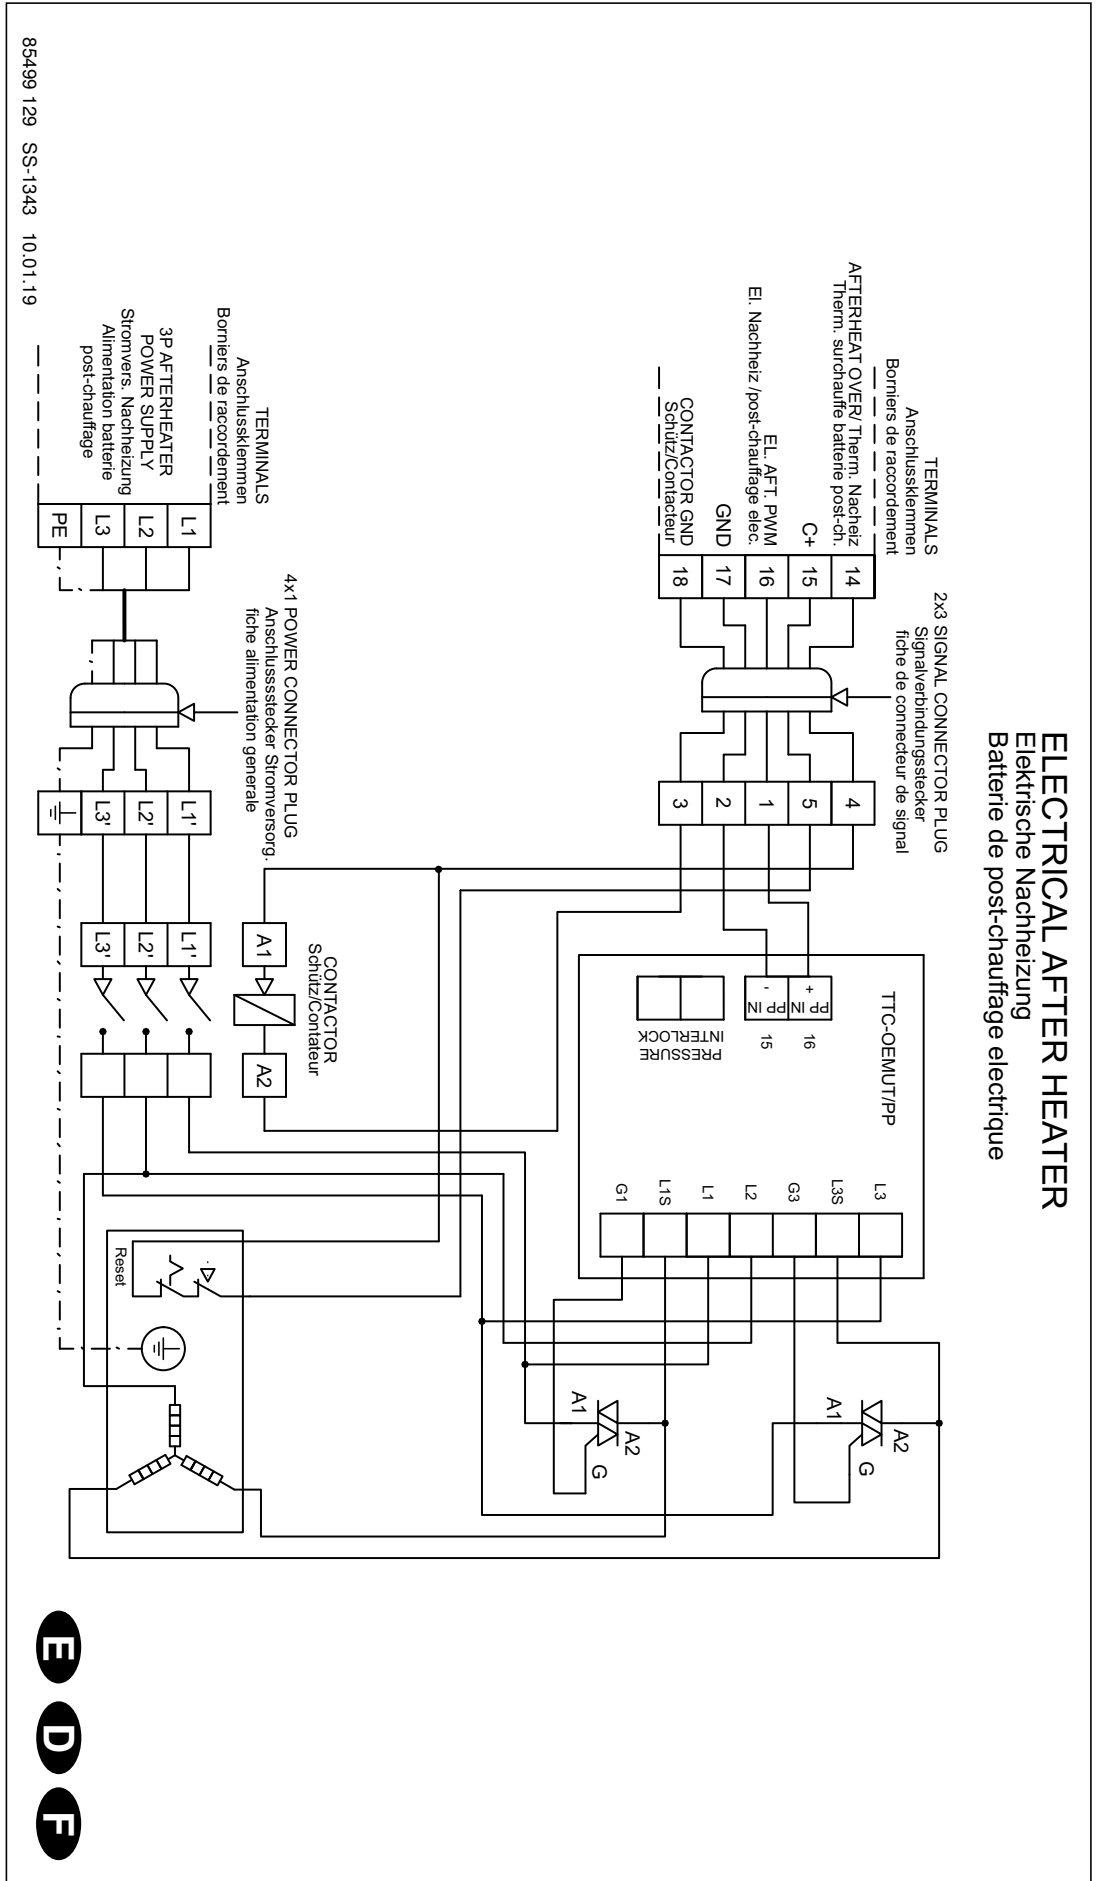 ELECTRICAL AFTER HEATER
Elektrische Nachheizung
Batterie de post-chauffage electrique
TERMINALS
Anschlussklemmen
Borniers de raccordement
AFTERHEAT OVER/ Therm. Nacheiz
Therm. surchauffe batterie post-ch.
C+
EL. AFT. PWM
El. Nachheiz /post-chauffage elec.
GND
CONTACTOR GND
Schütz/Contacteur
14
15
16
17
18
2x3 SIGNAL CONNECTOR PLUG
Signalverbindungsstecker
fiche de connecteur de signal
4
5
1
2
3
TTC-OEMUT/PP
+ PP IN
- PP IN
16
15
PRESSURE
INTERLOCK
L3
L3S
G3
L2
L1
L1S
G1
A1
A2
G
A1
A2
G
CONTACTOR
Schütz/Contateur
A1
A2
TERMINALS
Anschlussklemmen
Borniers de raccordement
3P AFTERHEATER
POWER SUPPLY
Stromvers. Nachheizung
Alimentation batterie
post-chauffage
L1
L2
L3
PE
4x1 POWER CONNECTOR PLUG
Anschlusssstecker Stromversorg.
fiche alimentation generale
L1'
L2'
L3'
L1'
L2'
L3'
Reset
85499 129 SS-1343 10.01.19
E D F